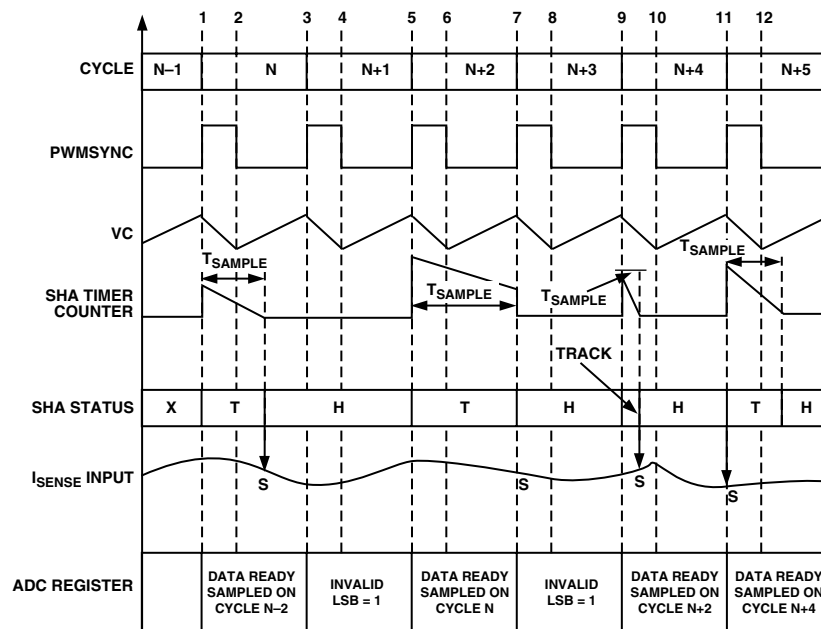 1 2 3 4 5 6 7 8 9 10 11 12
CYCLE N–1 N N+1 N+2 N+3 N+4 N+5
PWMSYNC
VC
TSAMPLE
TSAMPLE
SHA TIMER
COUNTER
TSAMPLE
TSAMPLE
TRACK
SHA STATUS X T H T H H T H
ISENSE INPUT
S S S S
ADC REGISTER
DATA READY
SAMPLED ON
CYCLE N–2
INVALID
LSB = 1
DATA READY
SAMPLED ON
CYCLE N
INVALID
LSB = 1
DATA READY
SAMPLED ON
CYCLE N+2
DATA READY
SAMPLED ON
CYCLE N+4